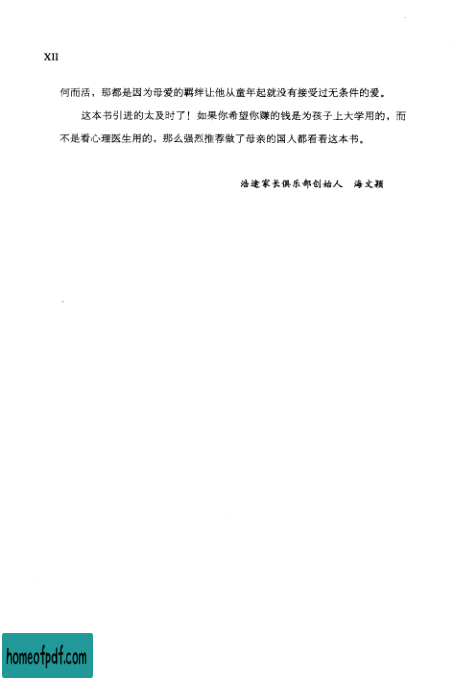 XII
何而活，那都是因为母爱的羁绊让他从童年起就没有接受过无条件的爱。
这本书引进的太及时了！如果你希望你赚的钱是为孩子上大学用的，而
不是看心理医生用的，那么强烈推荐做了母亲的国人都看看这本书。
浩途家长俱乐部创始人 海文颖
homeofpdf.com